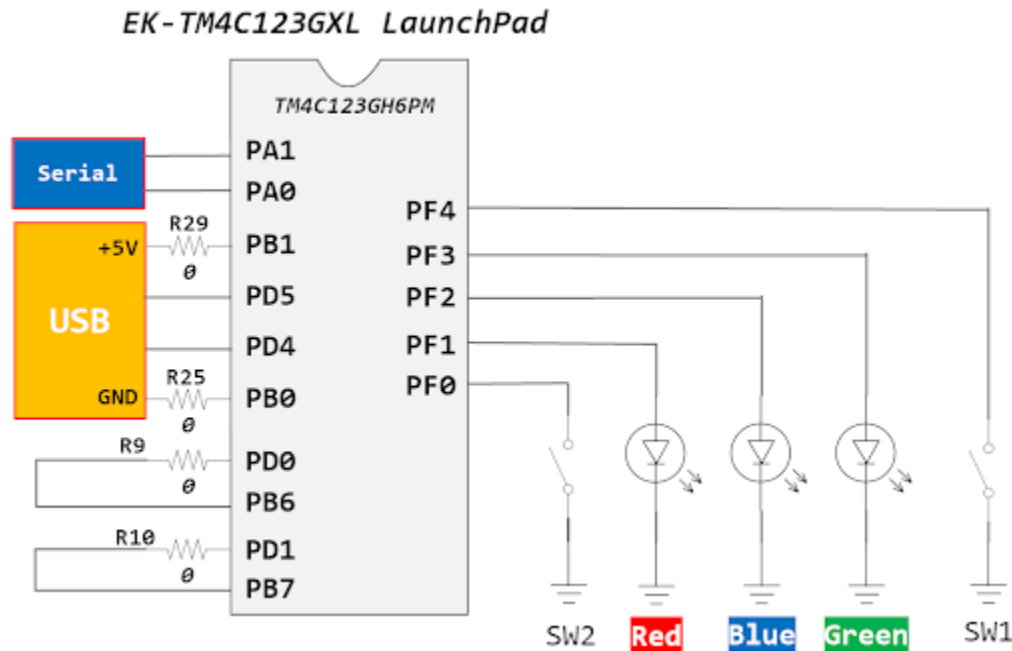 EK-TM4C123GXL LaunchPad
TM4C123GH6PM
Serial
PA1
PA0
R29
+5V
0
PB1
USB
PD5
PD4
R25
GND
0
PB0
R9
0
PD0
PB6
R10
0
PD1
PB7
PF4
PF3
PF2
PF1
PF0
SW2
Red
Blue
Green
SW1